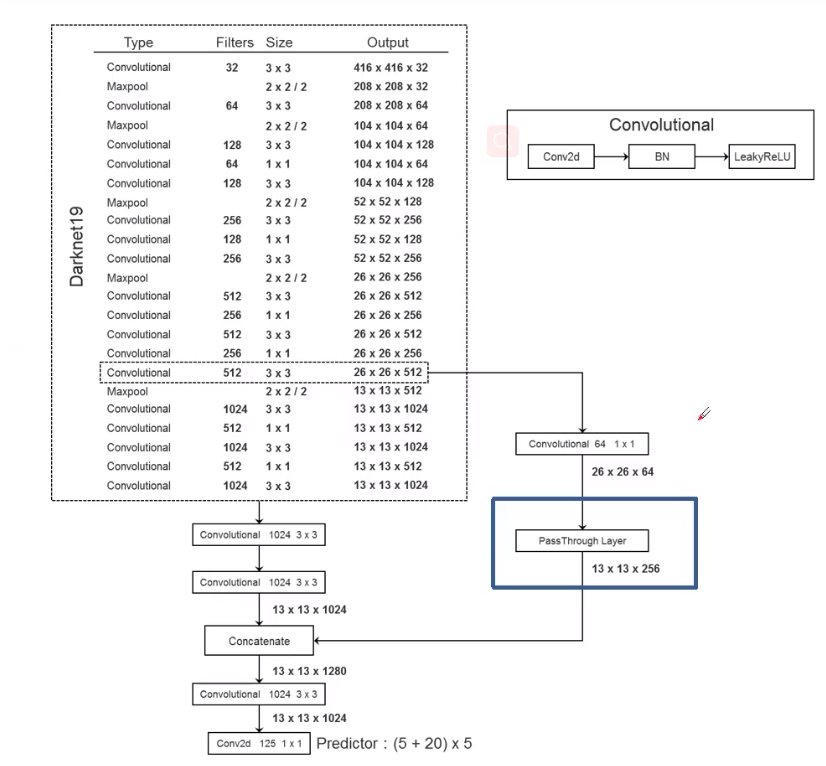 Type Filters Size Output
Convolutional 32 3 x 3 416 x 416 x 32
Maxpool 2 x 2 / 2 208 x 208 x 32
Convolutional 64 3 x 3 208 x 208 x 64
Maxpool 2 x 2 / 2 104 x 104 x 64
Convolutional 128 3 x 3 104 x 104 x 128
Convolutional 64 1 x 1 104 x 104 x 64
Convolutional 128 3 x 3 104 x 104 x 128
Maxpool 2 x 2 / 2 52 x 52 x 128
Convolutional 256 3 x 3 52 x 52 x 256
Convolutional 128 1 x 1 52 x 52 x 128
Convolutional 256 3 x 3 52 x 52 x 256
Maxpool 2 x 2 / 2 26 x 26 x 256
Convolutional 512 3 x 3 26 x 26 x 512
Convolutional 256 1 x 1 26 x 26 x 256
Convolutional 512 3 x 3 26 x 26 x 512
Convolutional 256 1 x 1 26 x 26 x 256
Convolutional 512 3 x 3 26 x 26 x 512
Maxpool 2 x 2 / 2 13 x 13 x 512
Convolutional 1024 3 x 3 13 x 13 x 1024
Convolutional 512 1 x 1 13 x 13 x 512
Convolutional 1024 3 x 3 13 x 13 x 1024
Convolutional 512 1 x 1 13 x 13 x 512
Convolutional 1024 3 x 3 13 x 13 x 1024
Darknet19
Convolutional
Conv2d BN LeakyReLU
Convolutional 64 1 x 1
26 x 26 x 64
PassThrough Layer
13 x 13 x 256
Convolutional 1024 3 x 3
Convolutional 1024 3 x 3
13 x 13 x 1024
Concatenate
13 x 13 x 1280
Convolutional 1024 3 x 3
13 x 13 x 1024
Conv2d 125 1 x 1 Predictor : (5 + 20) x 5